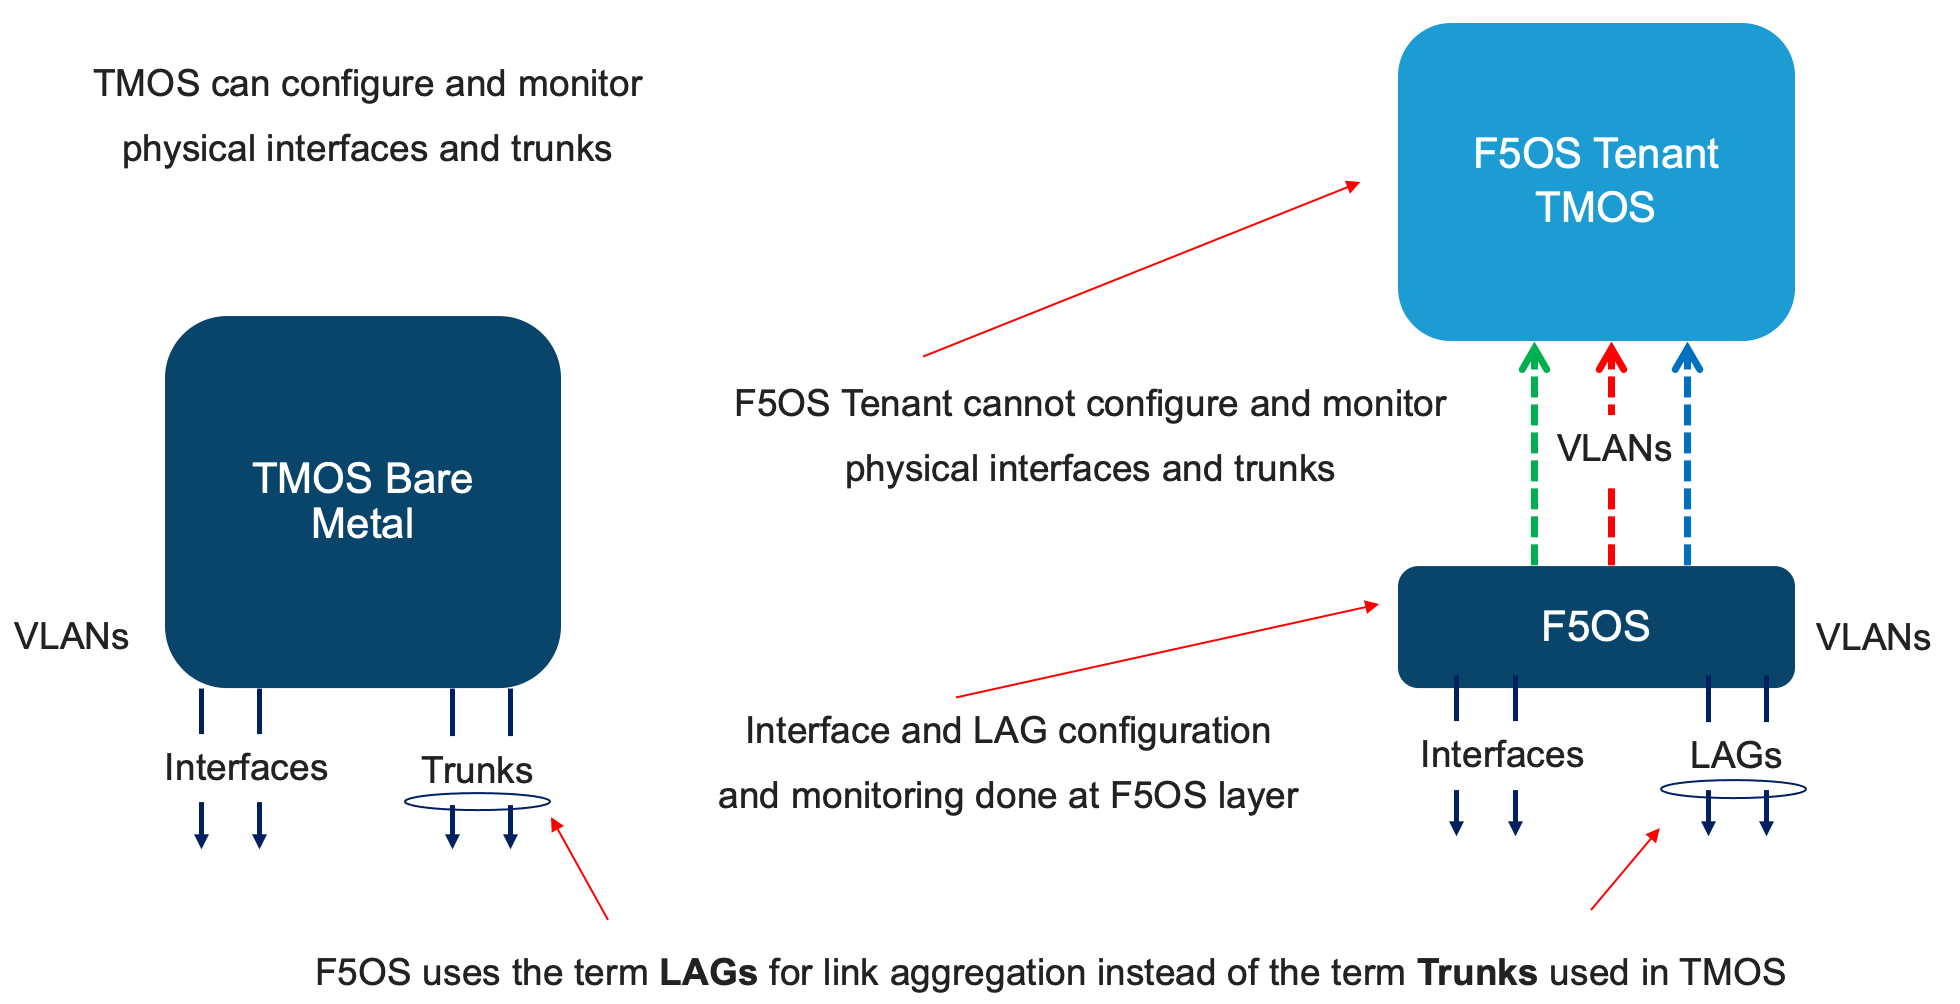 TMOS can configure and monitor
physical interfaces and trunks
F5OS Tenant
TMOS
F5OS Tenant cannot configure and monitor
physical interfaces and trunks
VLANs
TMOS Bare
Metal
VLANs
F5OS
VLANs
Interface and LAG configuration
and monitoring done at F5OS layer
Interfaces
Trunks
Interfaces
LAGs
F5OS uses the term LAGs for link aggregation instead of the term Trunks used in TMOS